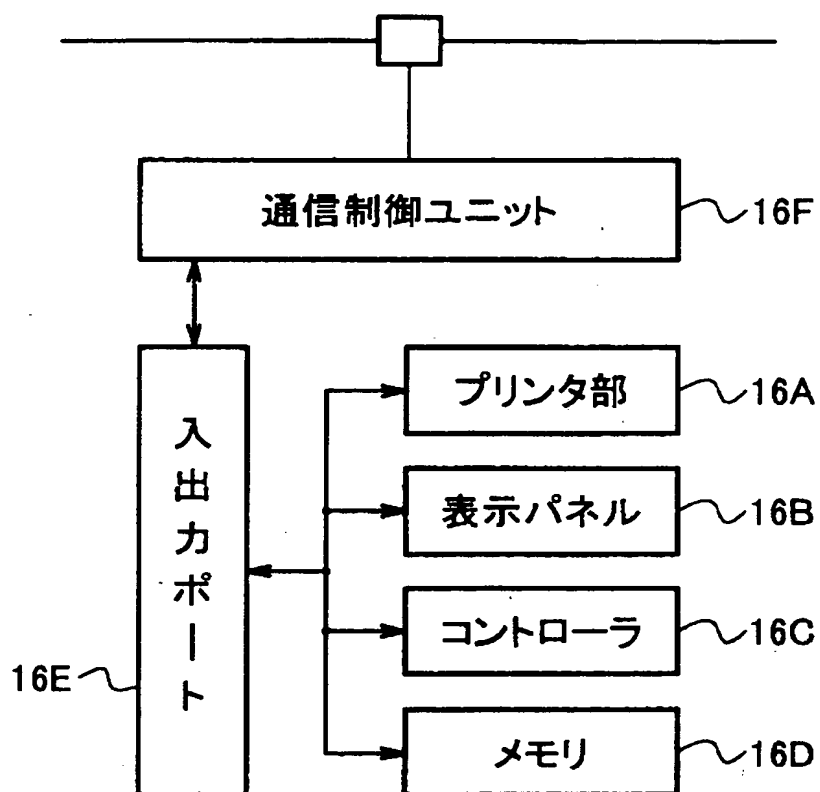 通信制御ユニット
16F
入出力ポート
16E
プリンタ部
16A
表示パネル
16B
コントローラ
16C
メモリ
16D